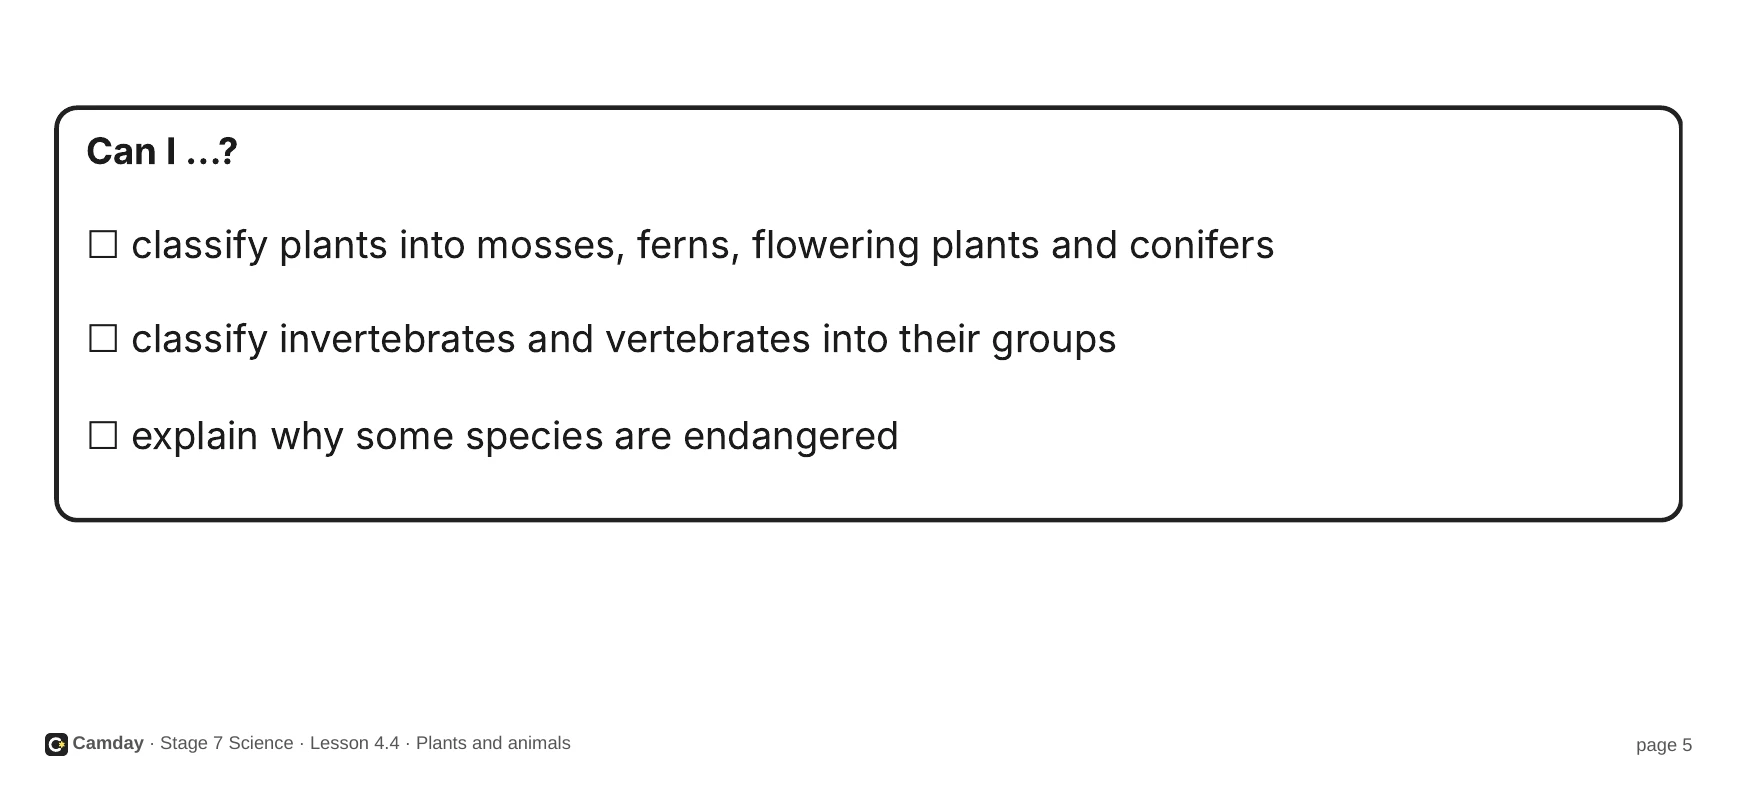 Can I …?
☐ classify plants into mosses, ferns, flowering plants and conifers
☐ classify invertebrates and vertebrates into their groups
☐ explain why some species are endangered
Camday · Stage 7 Science · Lesson 4.4 · Plants and animals
page 5